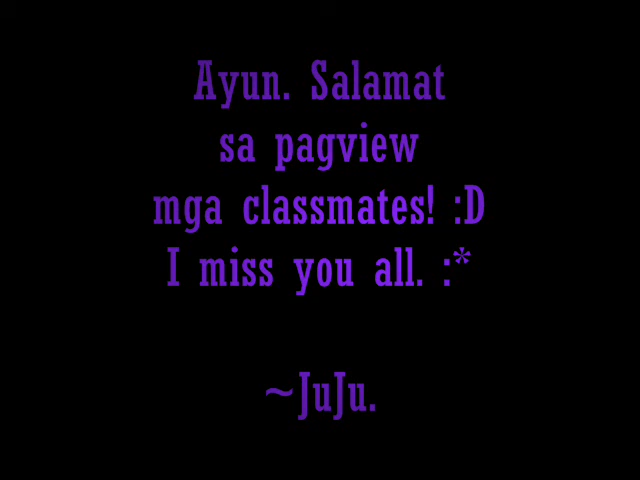 Ayun. Salamat
sa pagview
mga classmates! :D
I miss you all. :*
~JuJu.